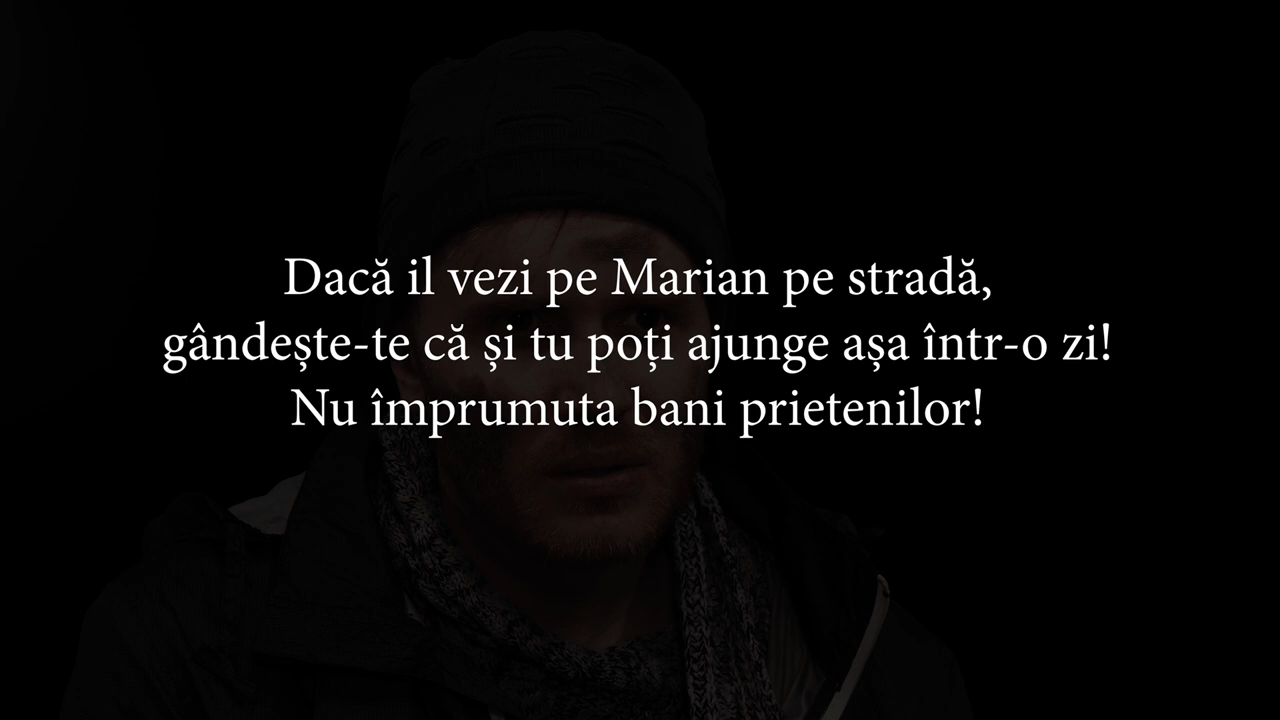 Dacă il vezi pe Marian pe stradă,
gândește-te că și tu poți ajunge așa într-o zi!
Nu împrumuta bani prietenilor!